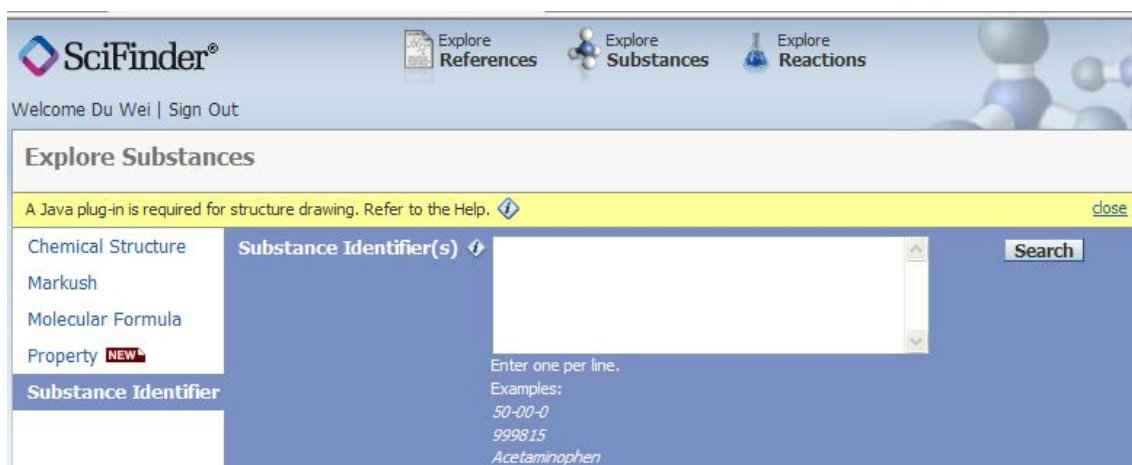 SciFinder®
Explore References
Explore Substances
Explore Reactions
Welcome Du Wei | Sign Out
Explore Substances
A Java plug-in is required for structure drawing. Refer to the Help.
close
Chemical Structure
Markush
Molecular Formula
Property NEW
Substance Identifier
Substance Identifier(s)
Search
Enter one per line.
Examples:
50-00-0
999815
Acetaminophen